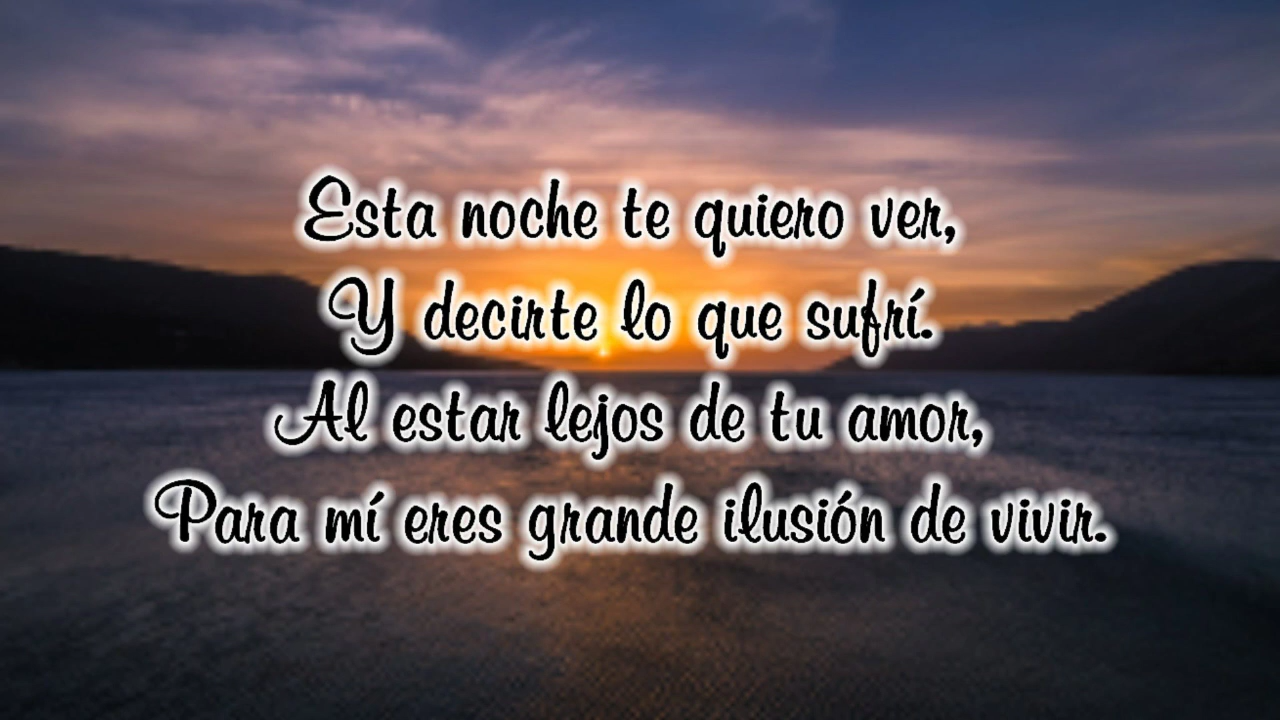 Esta noche te quiero ver,
Y decirte lo que sufrí.
Al estar lejos de tu amor,
Para mí eres grande ilusión de vivir.